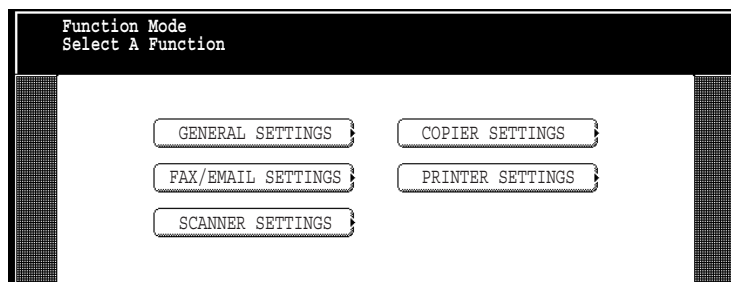 Function Mode
Select A Function
GENERAL SETTINGS
COPIER SETTINGS
FAX/EMAIL SETTINGS
PRINTER SETTINGS
SCANNER SETTINGS